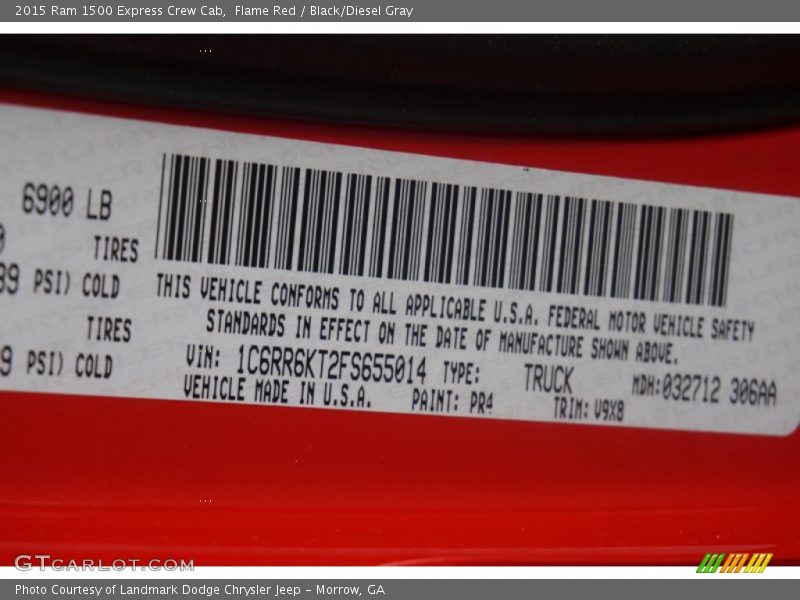 2015 Ram 1500 Express Crew Cab,  Flame Red / Black/Diesel Gray
6900 LB
TIRES
PSI) COLD
TIRES
PSI) COLD
THIS VEHICLE CONFORMS TO ALL APPLICABLE U.S.A. FEDERAL MOTOR VEHICLE SAFETY
STANDARDS IN EFFECT ON THE DATE OF MANUFACTURE SHOWN ABOVE.
VIN: 1C6RR6KT2FS655014 TYPE: TRUCK MDH:032712 306AA
VEHICLE MADE IN U.S.A. PAINT: PR4 TRIM: V9X8
GTCARLOT.COM
Photo Courtesy of Landmark Dodge Chrysler Jeep – Morrow, GA